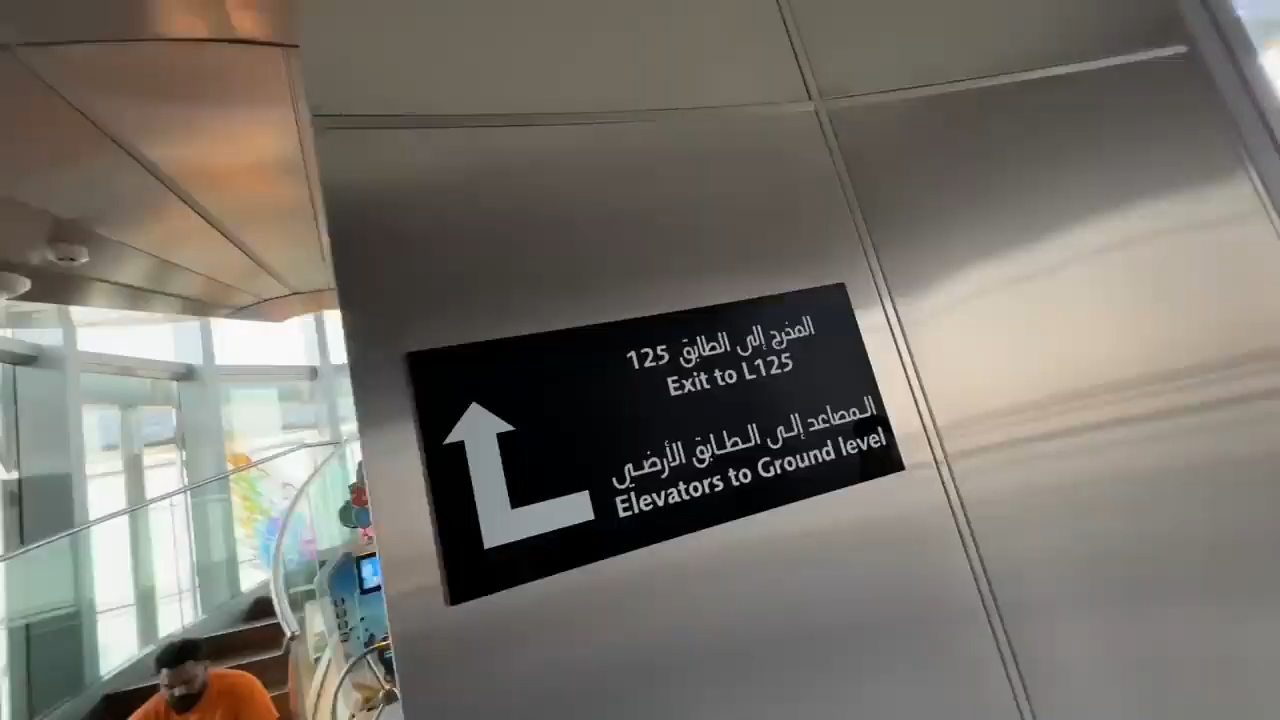 المخرج إلى الطابق 125
Exit to L125
المصاعد إلى الطابق الأرضي
Elevators to Ground level